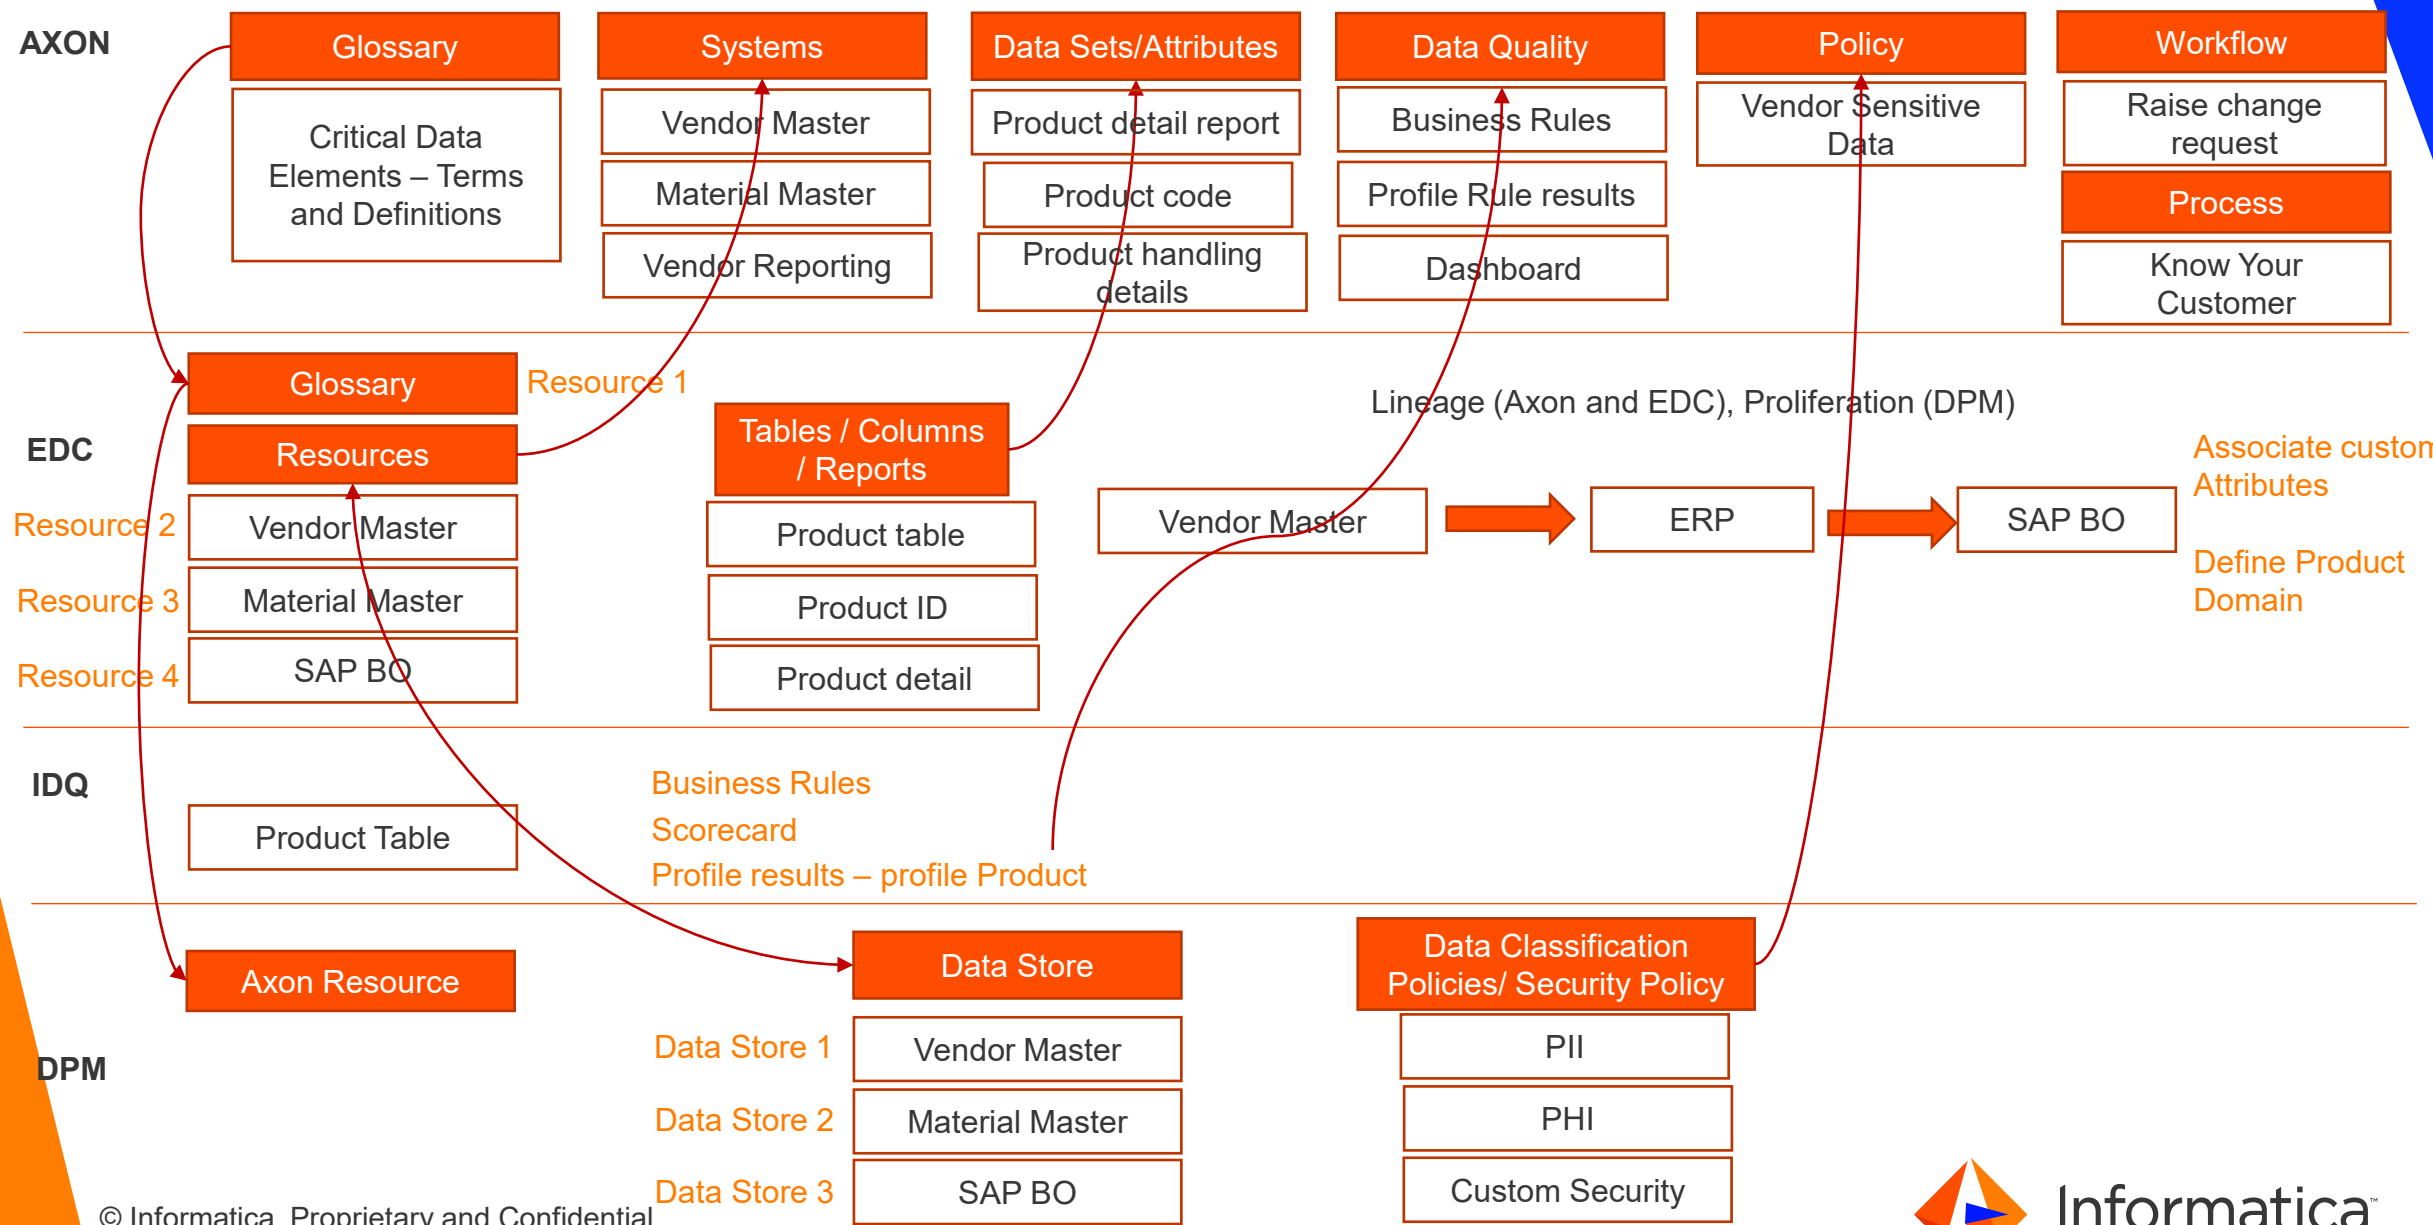 AXON
Glossary
Critical Data
Elements – Terms
and Definitions
Systems
Vendor Master
Material Master
Vendor Reporting
Data Sets/Attributes
Product detail report
Product code
Product handling
details
Data Quality
Business Rules
Profile Rule results
Dashboard
Policy
Vendor Sensitive
Data
Workflow
Raise change
request
Process
Know Your
Customer
EDC
Glossary
Resource 1
Resources
Resource 2
Vendor Master
Resource 3
Material Master
Resource 4
SAP BO
Tables / Columns
/ Reports
Product table
Product ID
Product detail
Lineage (Axon and EDC), Proliferation (DPM)
Vendor Master
ERP
SAP BO
Associate custom
Attributes
Define Product
Domain
IDQ
Product Table
Business Rules
Scorecard
Profile results – profile Product
DPM
Axon Resource
Data Store
Data Store 1
Vendor Master
Data Store 2
Material Master
Data Store 3
SAP BO
Data Classification
Policies/ Security Policy
PII
PHI
Custom Security
© Informatica. Proprietary and Confidential
Informatica™